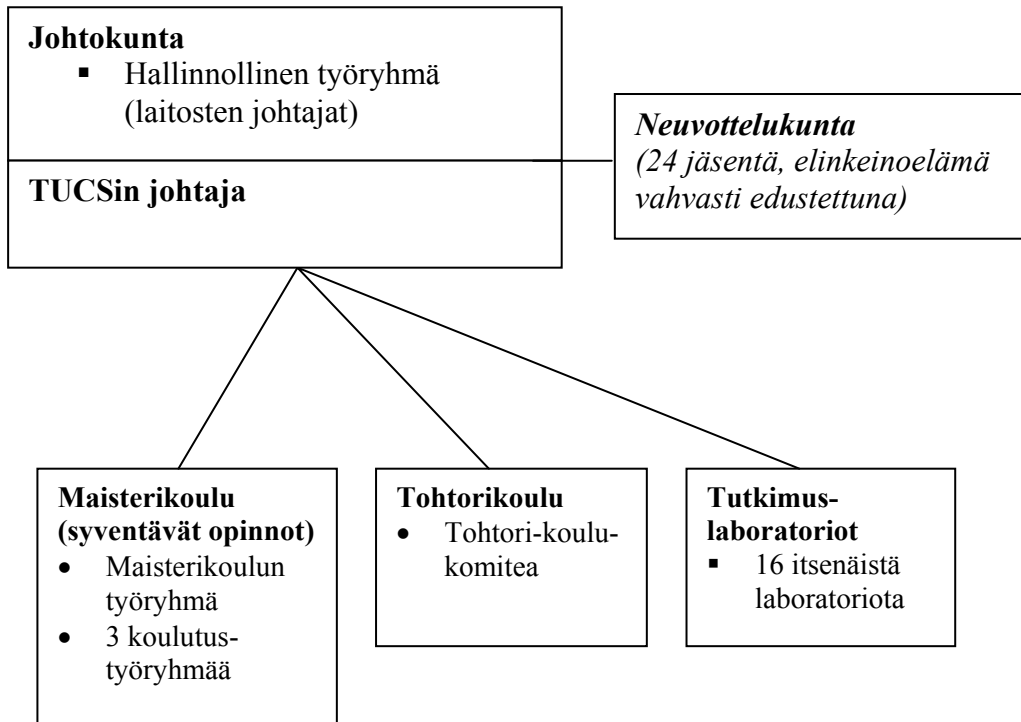 Johtokunta
▪ Hallinnollinen työryhmä
(laitosten johtajat)
Neuvottelukunta
(24 jäsentä, elinkeinoelämä
vahvasti edustettuna)
TUCSin johtaja
Maisterikoulu
(syventävät opinnot)
• Maisterikoulun
työryhmä
• 3 koulutus-
työryhmää
Tohtorikoulu
• Tohtori-koulu-
komitea
Tutkimus-
laboratoriot
▪ 16 itsenäistä
laboratoriota